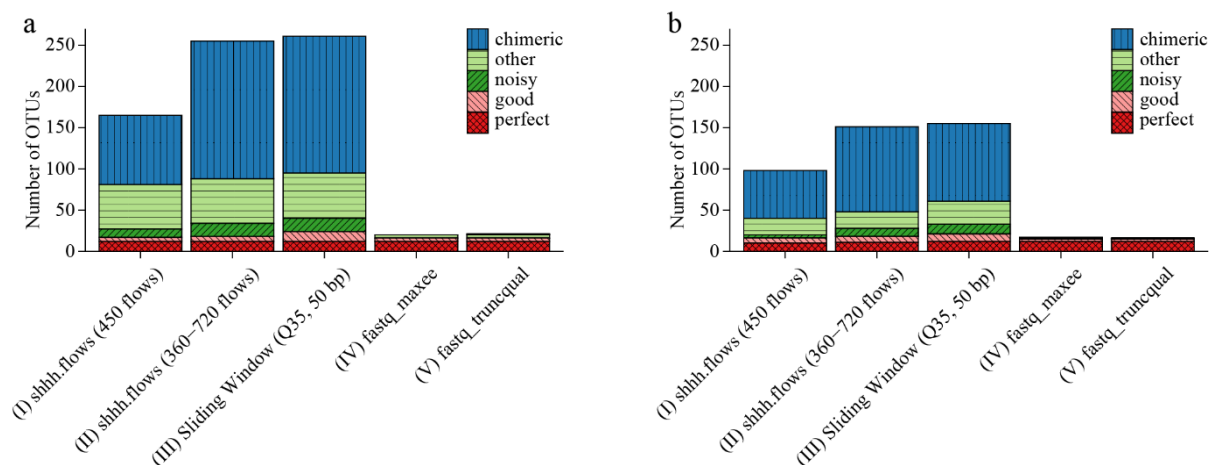 a
Number of OTUs
250
200
150
100
50
0
chimeric
other
noisy
good
perfect
(I) shhh.flows (450 flows)
(II) shhh.flows (360−720 flows)
(III) Sliding Window (Q35, 50 bp)
(IV) fastq_maxee
(V) fastq_truncqual
b
Number of OTUs
250
200
150
100
50
0
chimeric
other
noisy
good
perfect
(I) shhh.flows (450 flows)
(II) shhh.flows (360−720 flows)
(III) Sliding Window (Q35, 50 bp)
(IV) fastq_maxee
(V) fastq_truncqual